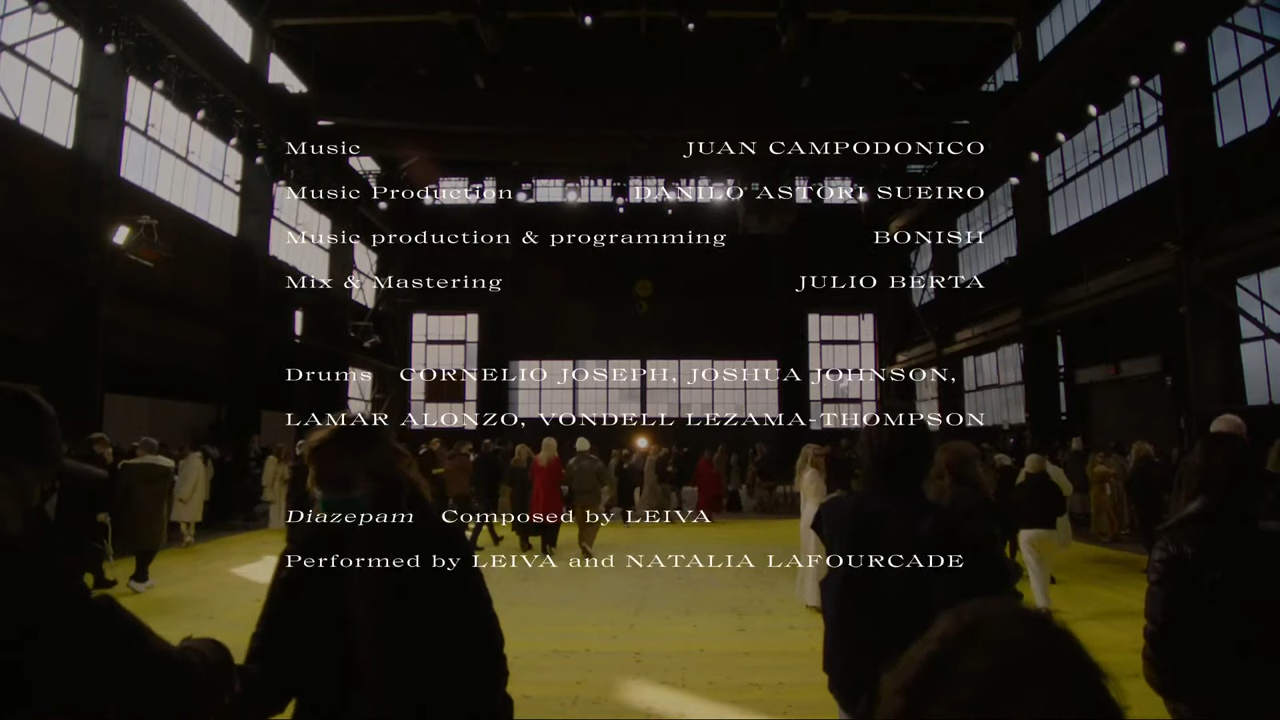 Music JUAN CAMPODONICO
Music Production DANILO ASTORI SUEIRO
Music production & programming BONISH
Mix & Mastering JULIO BERTA
Drums CORNELIO JOSEPH, JOSHUA JOHNSON,
LAMAR ALONZO, VONDELL LEZAMA-THOMPSON
Diazepam Composed by LEIVA
Performed by LEIVA and NATALIA LAFOURCADE